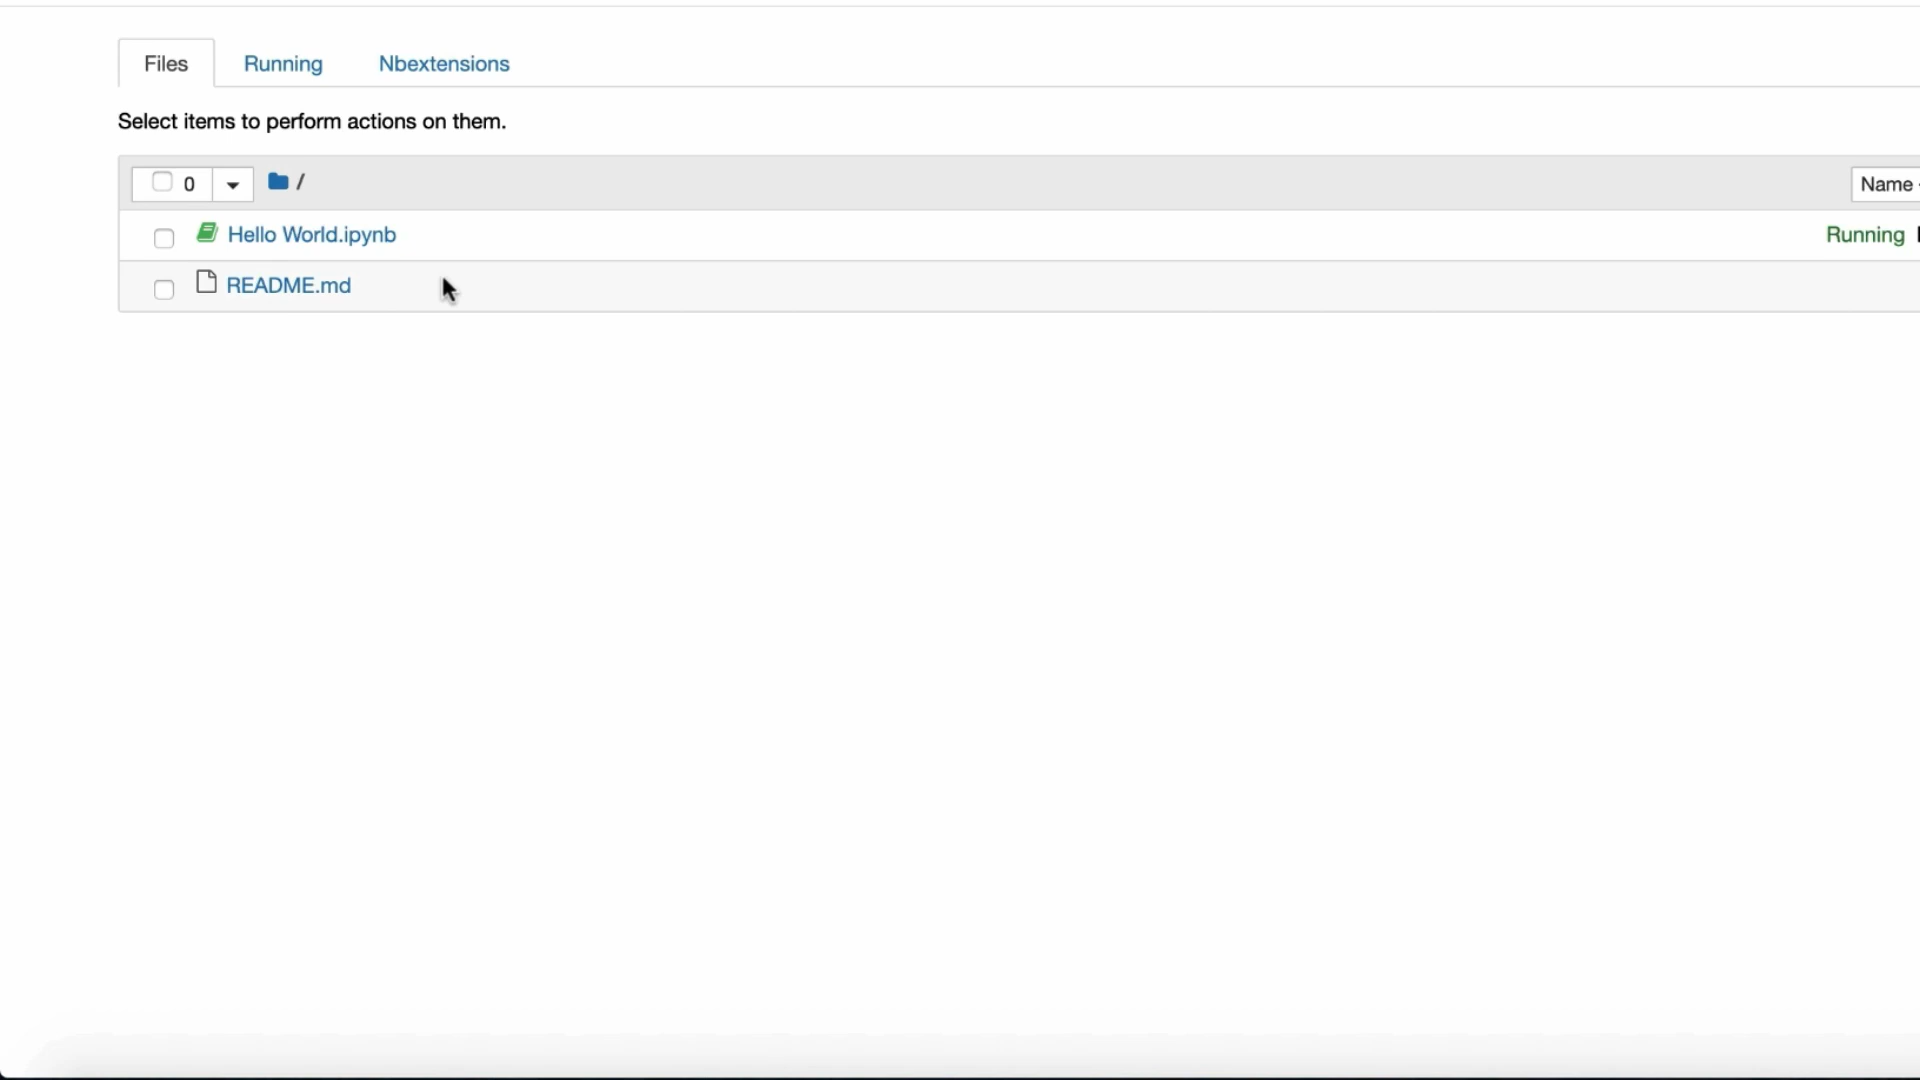 Files Running Nbextensions
Select items to perform actions on them.
0 / Name
Hello World.ipynb Running
README.md